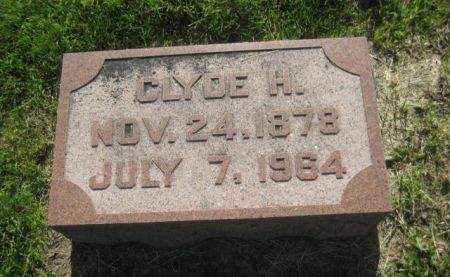 CLYDE H.
NOV. 24, 1878
JULY 7, 1964